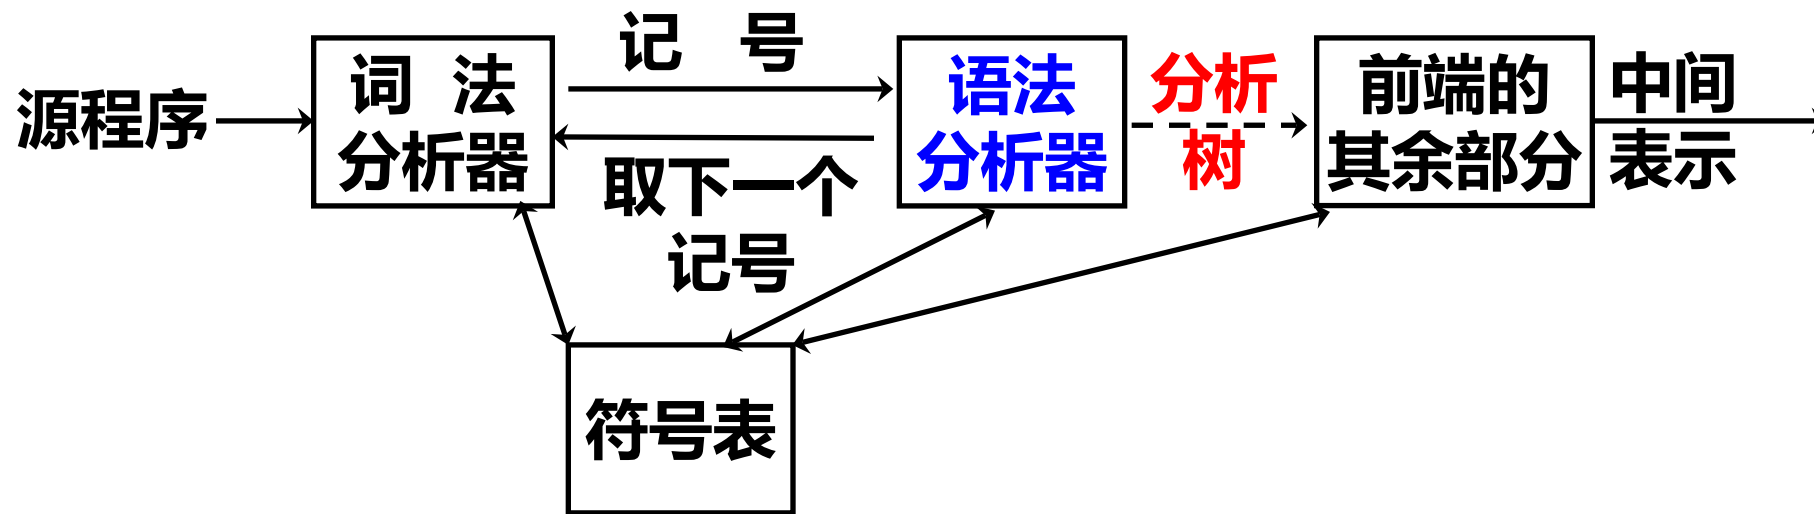 源程序
词 法
分析器
记 号
取下一个
记号
语法
分析器
分析
树
前端的
其余部分
中间
表示
符号表